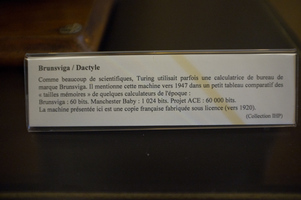 Brunsviga / Dactyle
Comme beaucoup de scientifiques, Turing utilisait parfois une calculatrice de bureau de
marque Brunsviga. Il mentionne cette machine vers 1947 dans un petit tableau comparatif des
« tailles mémoires » de quelques calculateurs de l'époque :
Brunsviga : 60 bits. Manchester Baby : 1 024 bits. Projet ACE : 60 000 bits.
La machine présentée ici est une copie française fabriquée sous licence (vers 1920).
(Collection IHP)